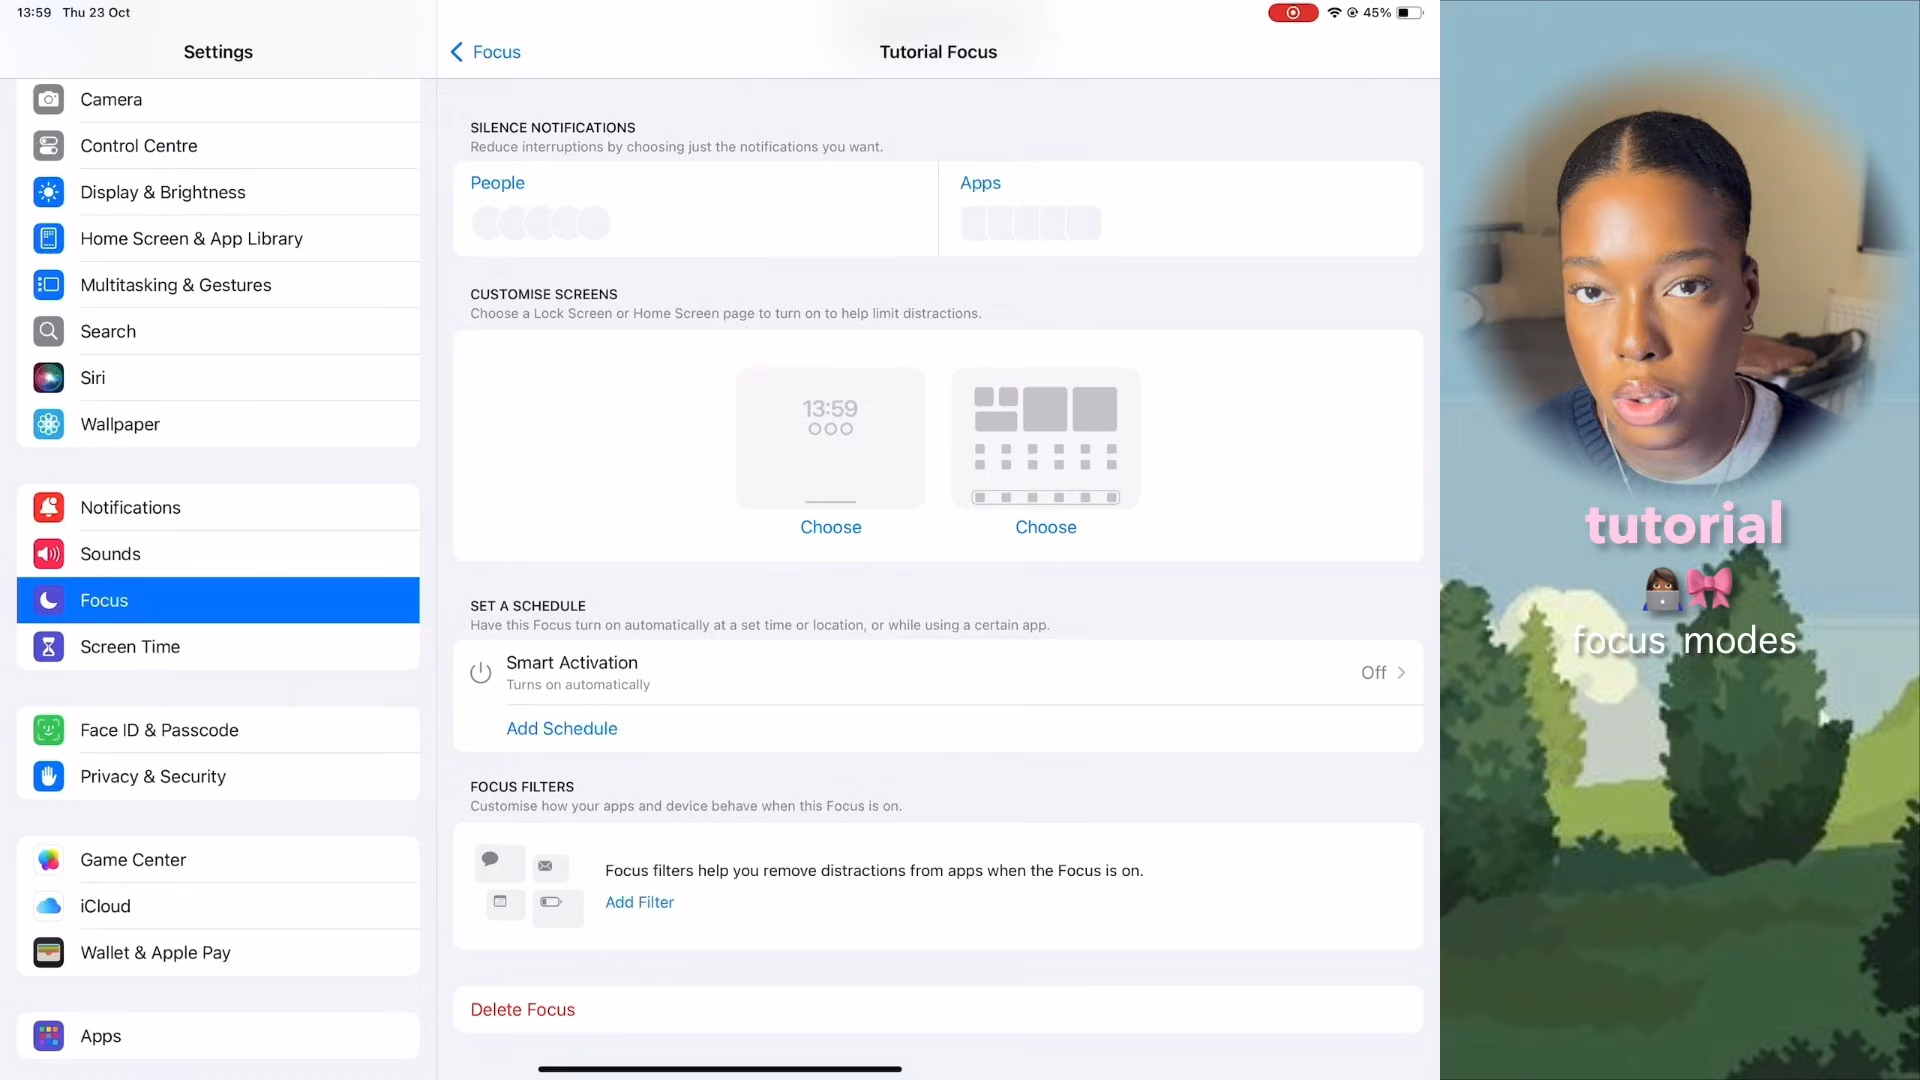 13:59 Thu 23 Oct
45%
Settings
Camera
Control Centre
Display & Brightness
Home Screen & App Library
Multitasking & Gestures
Search
Siri
Wallpaper
Notifications
Sounds
Focus
Screen Time
Face ID & Passcode
Privacy & Security
Game Center
iCloud
Wallet & Apple Pay
Apps
Focus
Tutorial Focus
SILENCE NOTIFICATIONS
Reduce interruptions by choosing just the notifications you want.
People
Apps
CUSTOMISE SCREENS
Choose a Lock Screen or Home Screen page to turn on to help limit distractions.
13:59
Choose
Choose
SET A SCHEDULE
Have this Focus turn on automatically at a set time or location, or while using a certain app.
Smart Activation
Off
Turns on automatically
Add Schedule
FOCUS FILTERS
Customise how your apps and device behave when this Focus is on.
Focus filters help you remove distractions from apps when the Focus is on.
Add Filter
Delete Focus
tutorial
focus modes